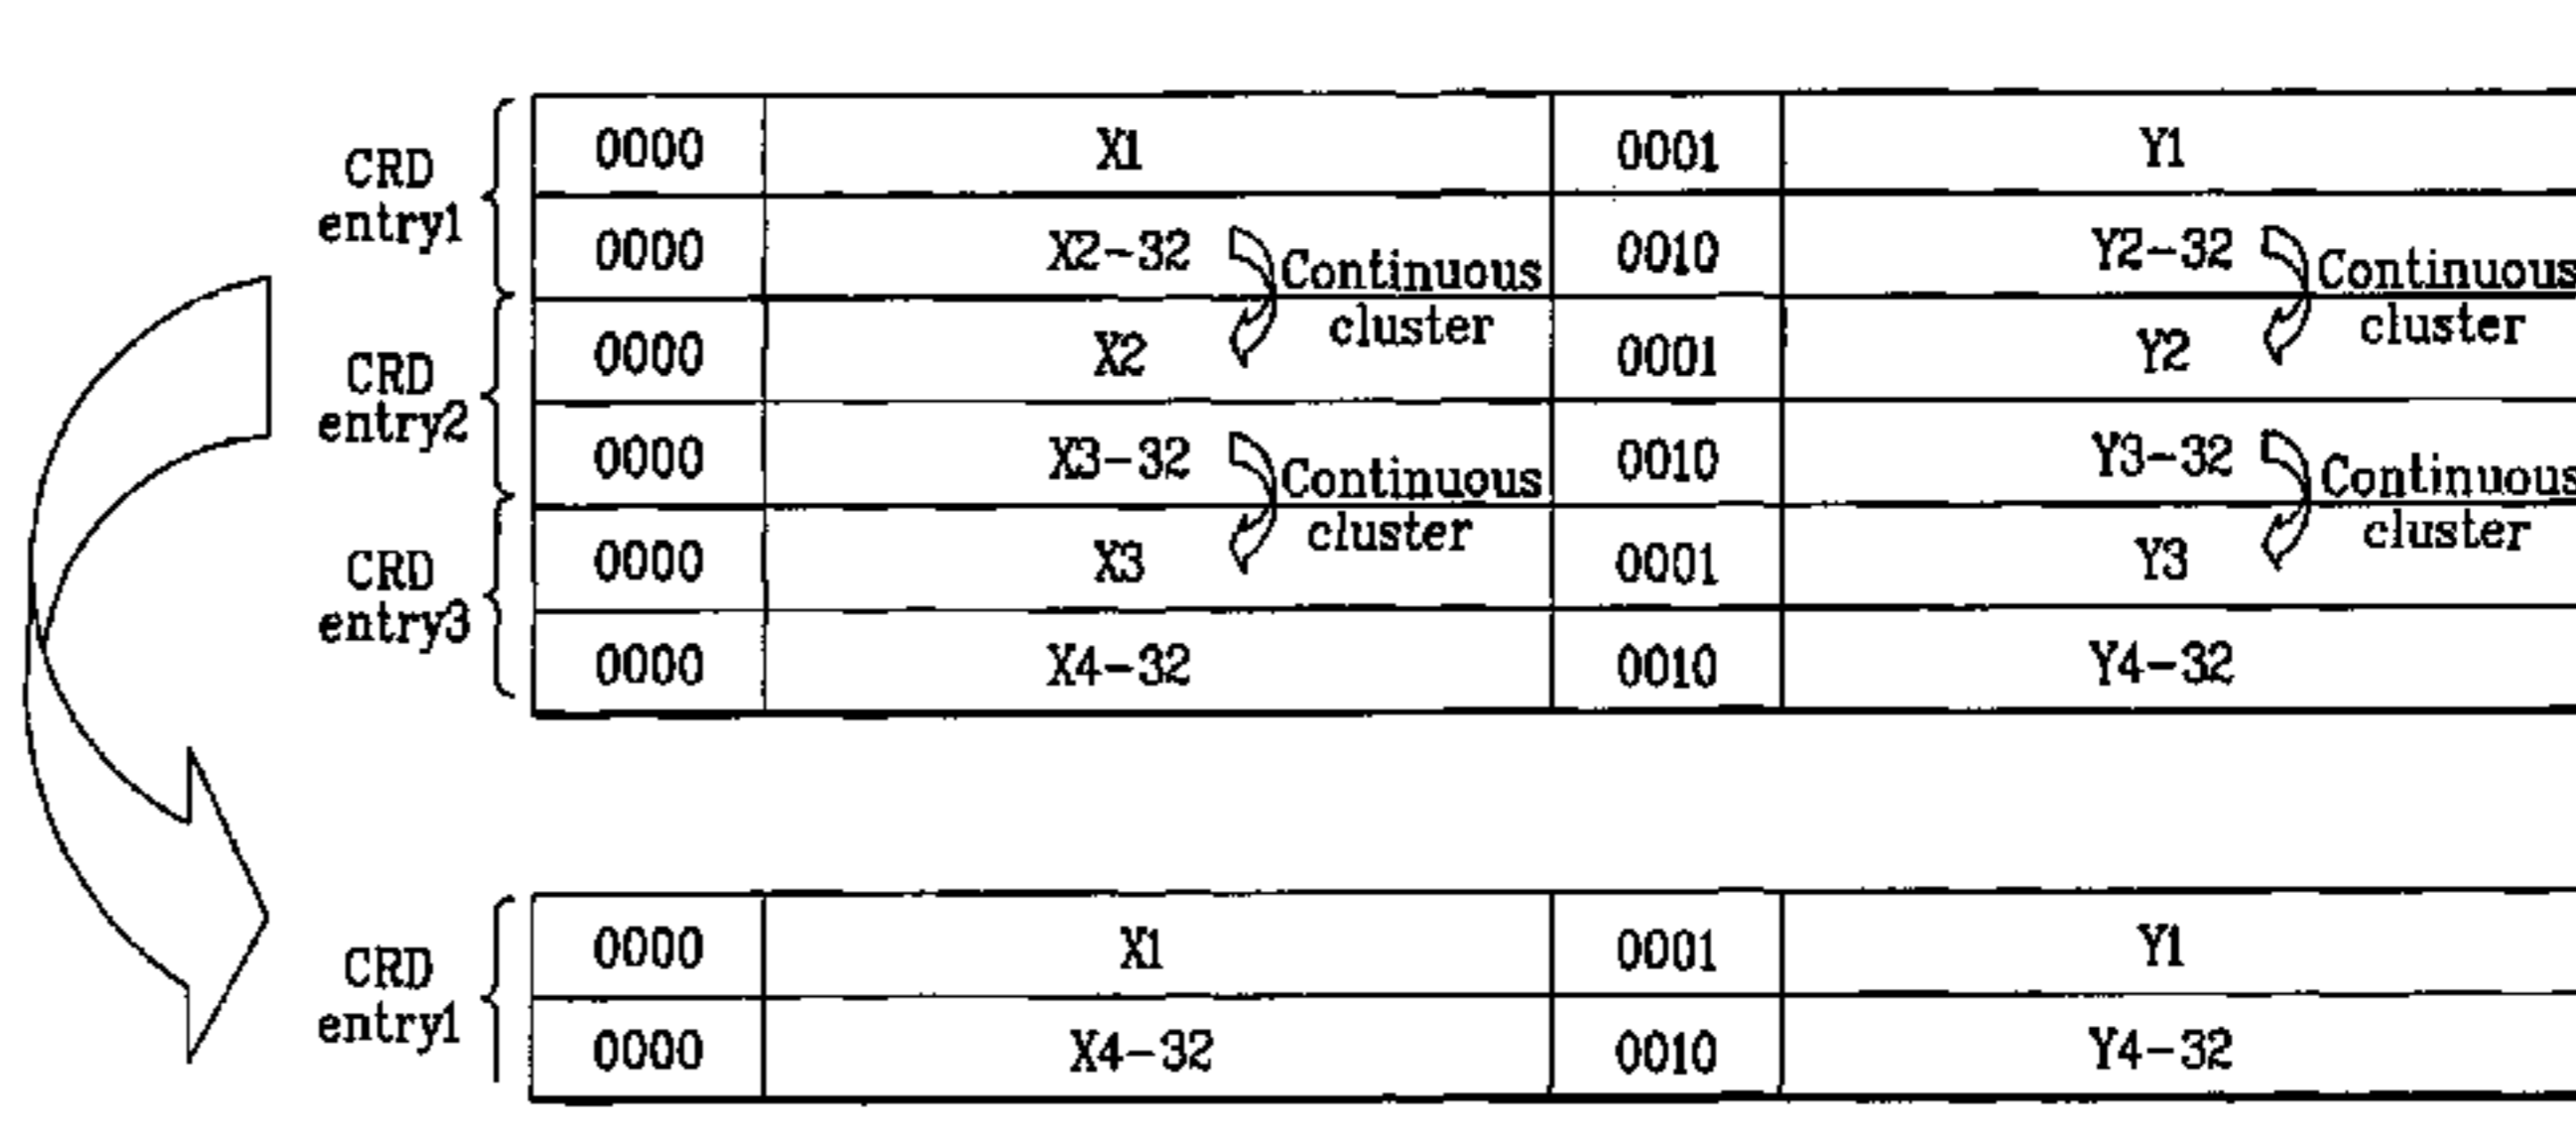 CRD
entry1
0000 X1 0001 Y1
0000 X2-32 Continuous
cluster 0010 Y2-32 Continuous
cluster
CRD
entry2
0000 X2 0001 Y2
0000 X3-32 Continuous
cluster 0010 Y3-32 Continuous
cluster
CRD
entry3
0000 X3 0001 Y3
0000 X4-32 0010 Y4-32
CRD
entry1
0000 X1 0001 Y1
0000 X4-32 0010 Y4-32